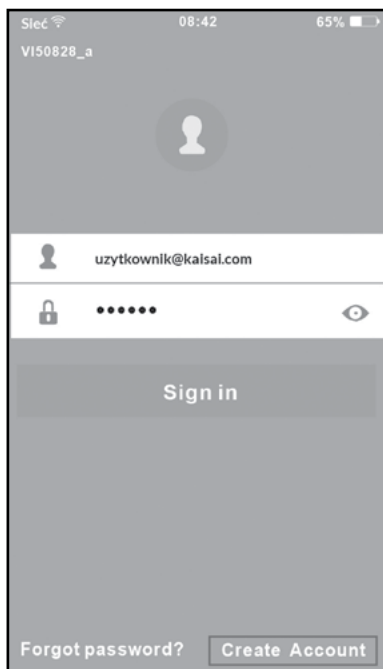 Sieć 08:42 65%
VI50828_a
uzytkownik@kaisai.com
••••••
Sign in
Forgot password? Create Account